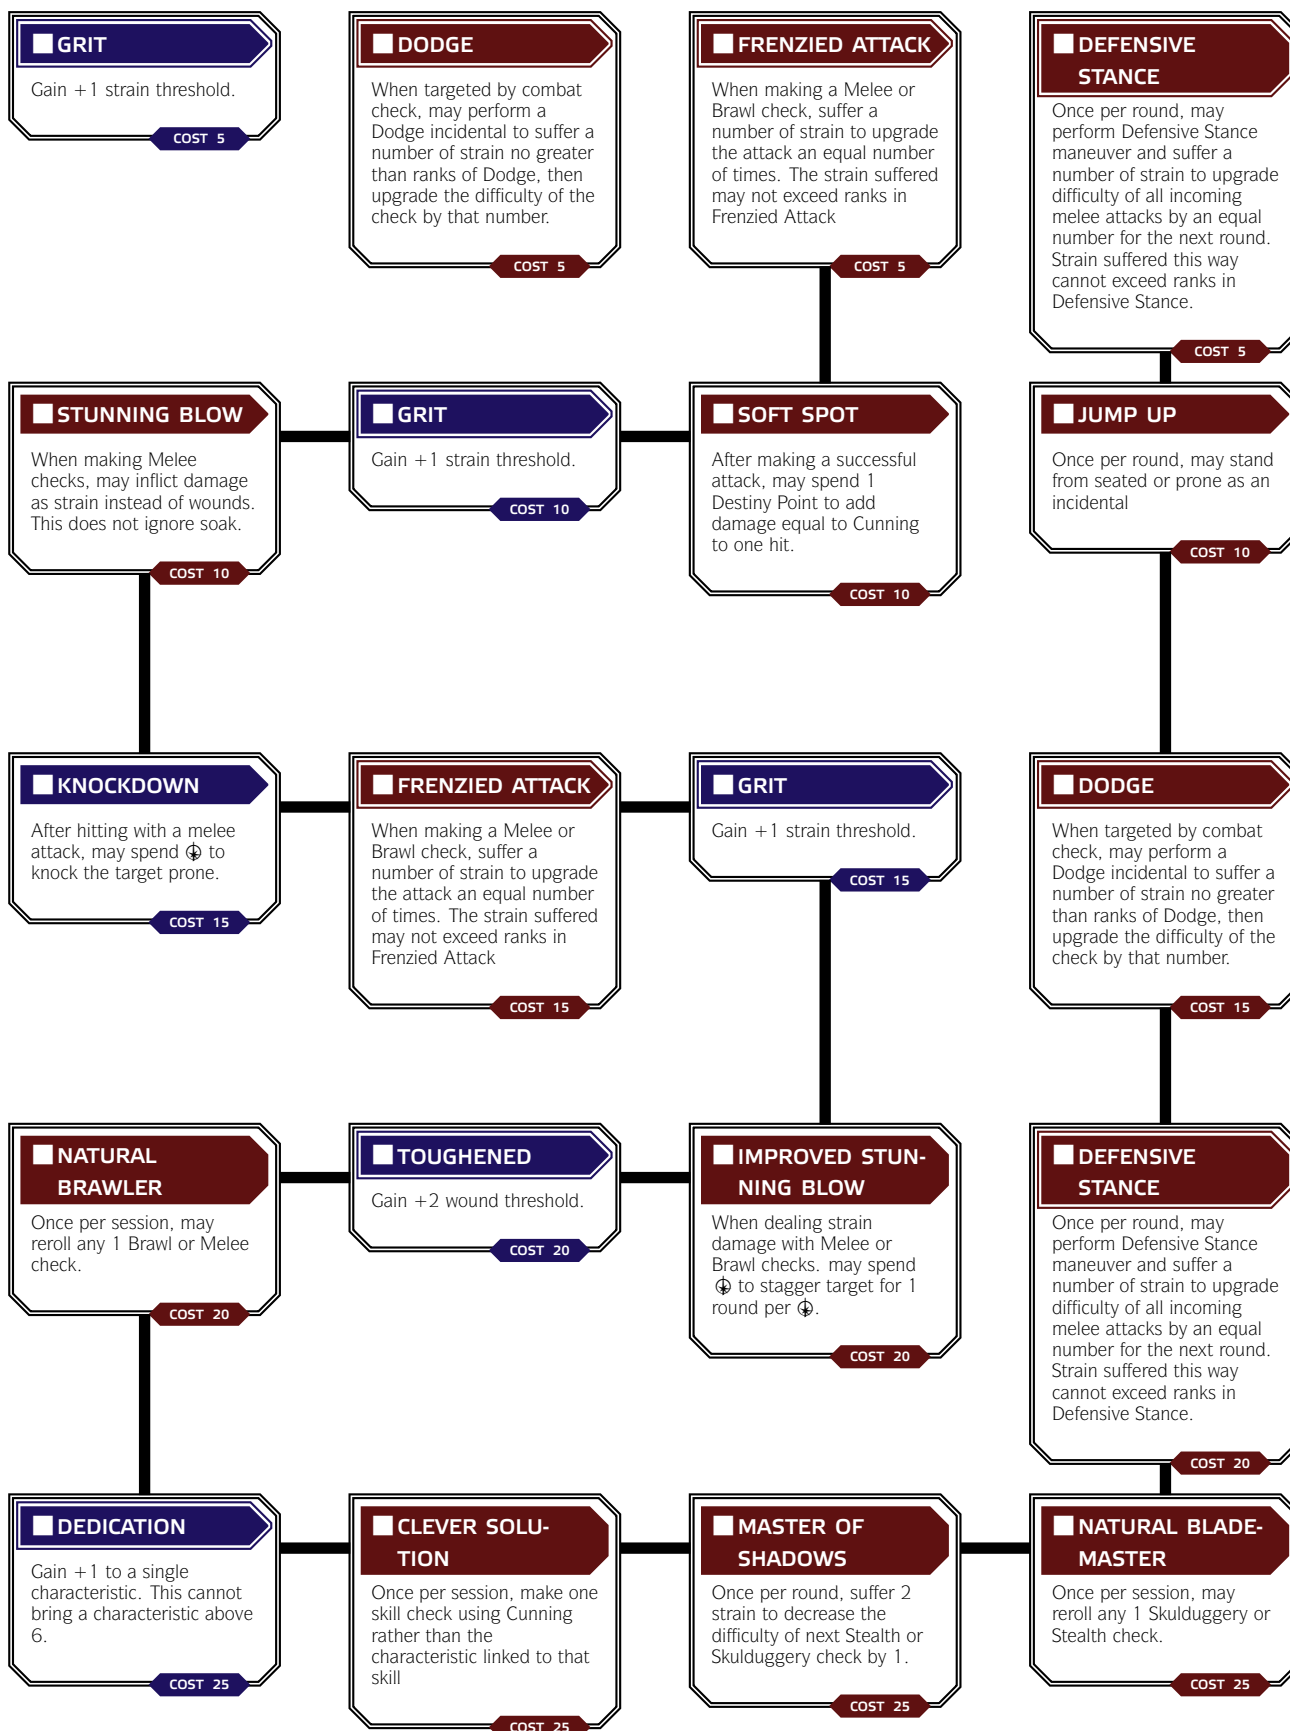 GRIT
Gain +1 strain threshold.
COST 5
DODGE
When targeted by combat
check, may perform a
Dodge incidental to suffer a
number of strain no greater
than ranks of Dodge, then
upgrade the difficulty of the
check by that number.
COST 5
FRENZIED ATTACK
When making a Melee or
Brawl check, suffer a
number of strain to upgrade
the attack an equal number
of times. The strain suffered
may not exceed ranks in
Frenzied Attack
COST 5
DEFENSIVE
STANCE
Once per round, may
perform Defensive Stance
maneuver and suffer a
number of strain to upgrade
difficulty of all incoming
melee attacks by an equal
number for the next round.
Strain suffered this way
cannot exceed ranks in
Defensive Stance.
COST 5
STUNNING BLOW
When making Melee
checks, may inflict damage
as strain instead of wounds.
This does not ignore soak.
COST 10
GRIT
Gain +1 strain threshold.
COST 10
SOFT SPOT
After making a successful
attack, may spend 1
Destiny Point to add
damage equal to Cunning
to one hit.
COST 10
JUMP UP
Once per round, may stand
from seated or prone as an
incidental
COST 10
KNOCKDOWN
After hitting with a melee
attack, may spend to
knock the target prone.
COST 15
FRENZIED ATTACK
When making a Melee or
Brawl check, suffer a
number of strain to upgrade
the attack an equal number
of times. The strain suffered
may not exceed ranks in
Frenzied Attack
COST 15
GRIT
Gain +1 strain threshold.
COST 15
DODGE
When targeted by combat
check, may perform a
Dodge incidental to suffer a
number of strain no greater
than ranks of Dodge, then
upgrade the difficulty of the
check by that number.
COST 15
NATURAL
BRAWLER
Once per session, may
reroll any 1 Brawl or Melee
check.
COST 20
TOUGHENED
Gain +2 wound threshold.
COST 20
IMPROVED STUN-
NING BLOW
When dealing strain
damage with Melee or
Brawl checks. may spend
to stagger target for 1
round per .
COST 20
DEFENSIVE
STANCE
Once per round, may
perform Defensive Stance
maneuver and suffer a
number of strain to upgrade
difficulty of all incoming
melee attacks by an equal
number for the next round.
Strain suffered this way
cannot exceed ranks in
Defensive Stance.
COST 20
DEDICATION
Gain +1 to a single
characteristic. This cannot
bring a characteristic above
6.
COST 25
CLEVER SOLU-
TION
Once per session, make one
skill check using Cunning
rather than the
characteristic linked to that
skill
COST 25
MASTER OF
SHADOWS
Once per round, suffer 2
strain to decrease the
difficulty of next Stealth or
Skulduggery check by 1.
COST 25
NATURAL BLADE-
MASTER
Once per session, may
reroll any 1 Skulduggery or
Stealth check.
COST 25